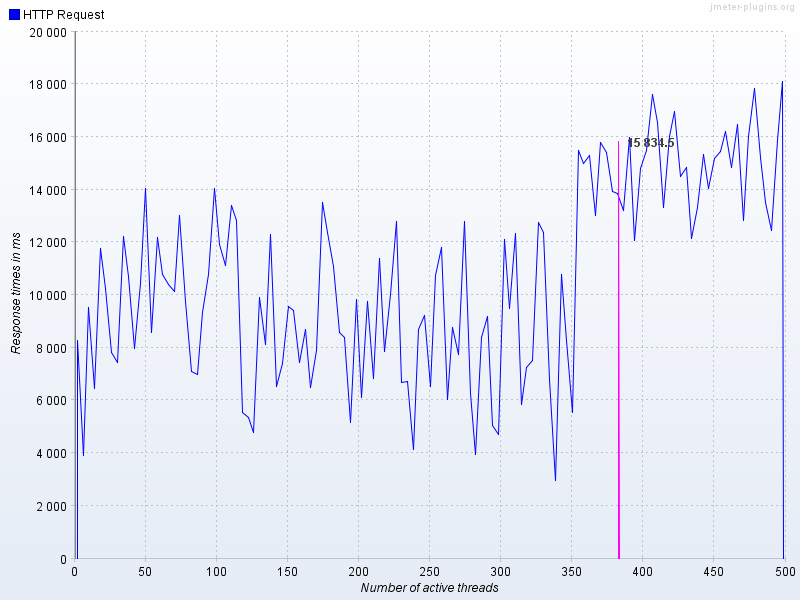 jmeter-plugins.org
HTTP Request
20 000
18 000
16 000
14 000
12 000
10 000
8 000
6 000
4 000
2 000
0
Response times in ms
15 834.5
0 50 100 150 200 250 300 350 400 450 500
Number of active threads